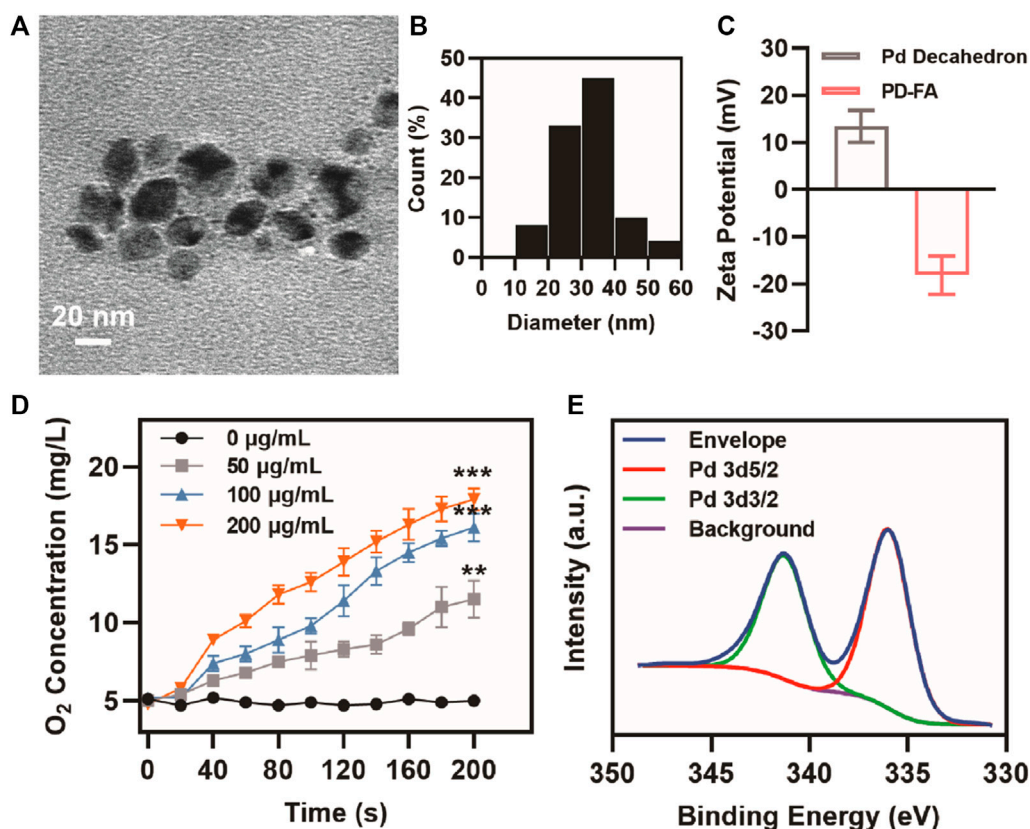 A
20 nm
B
Count (%)
50
40
30
20
10
0
0 10 20 30 40 50 60
Diameter (nm)
C
Zeta Potential (mV)
30
20
10
0
-10
-20
-30
Pd Decahedron
PD-FA
D
O₂ Concentration (mg/L)
20
15
10
5
0 µg/mL
50 µg/mL
100 µg/mL
200 µg/mL
***
***
**
0 40 80 120 160 200
Time (s)
E
Intensity (a.u.)
Envelope
Pd 3d5/2
Pd 3d3/2
Background
350 345 340 335 330
Binding Energy (eV)